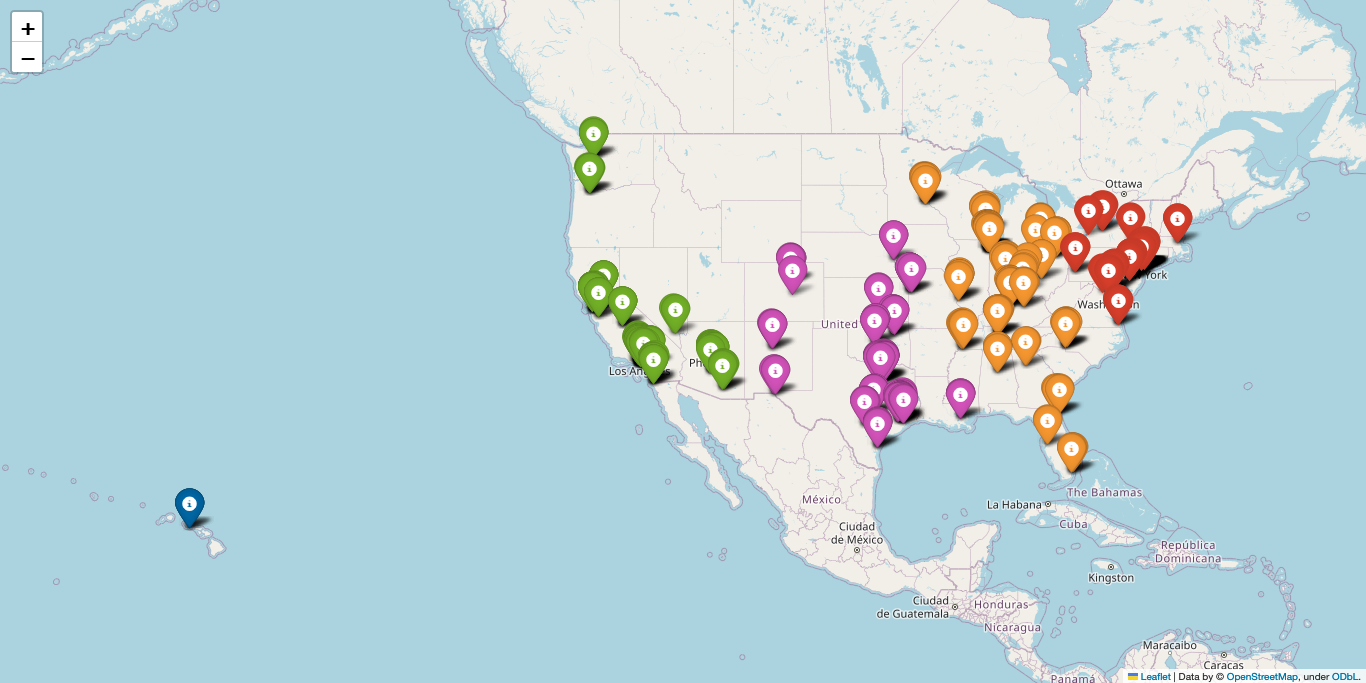 +
−
Ottawa
York
Washington
United
Los Angeles
Ph
México
La Habana
The Bahamas
Cuba
Ciudad
de México
República
Dominicana
Kingston
Ciudad
de Guatemala
Honduras
Nicaragua
Maracaibo
Caracas
Panamá
Leaflet | Data by © OpenStreetMap, under ODbL.